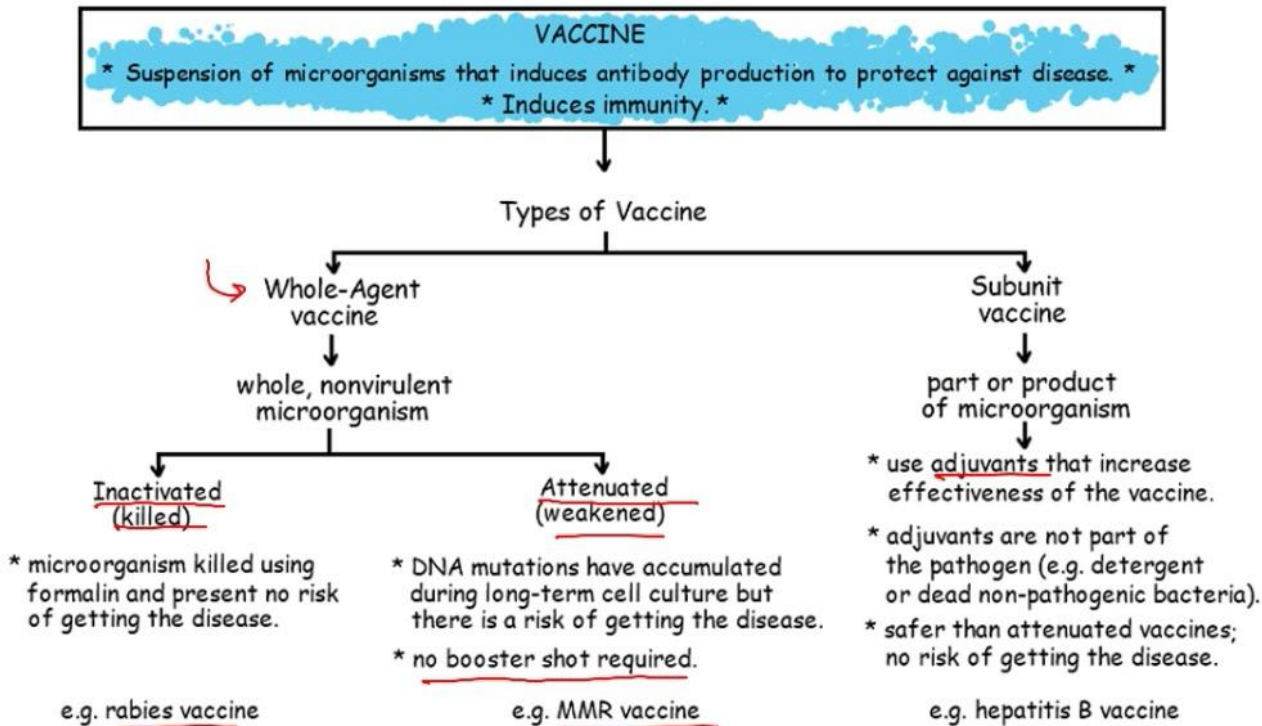 VACCINE
* Suspension of microorganisms that induces antibody production to protect against disease. *
* Induces immunity. *
Types of Vaccine
Whole-Agent
vaccine
whole, nonvirulent
microorganism
Inactivated
(killed)
* microorganism killed using
formalin and present no risk
of getting the disease.
e.g. rabies vaccine
Attenuated
(weakened)
* DNA mutations have accumulated
during long-term cell culture but
there is a risk of getting the disease.
* no booster shot required.
e.g. MMR vaccine
Subunit
vaccine
part or product
of microorganism
* use adjuvants that increase
effectiveness of the vaccine.
* adjuvants are not part of
the pathogen (e.g. detergent
or dead non-pathogenic bacteria).
* safer than attenuated vaccines;
no risk of getting the disease.
e.g. hepatitis B vaccine